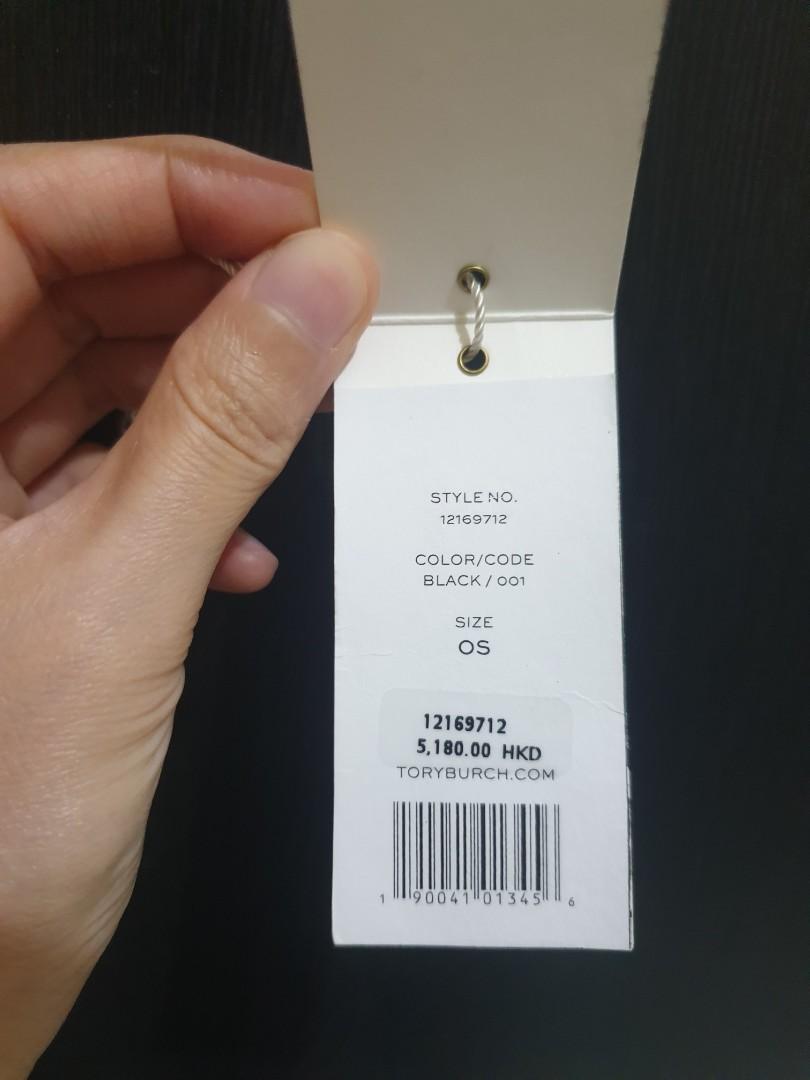 STYLE NO.
12169712
COLOR/CODE
BLACK / 001
SIZE
OS
12169712
5,180.00 HKD
TORYBURCH.COM
1 90041 01345 6